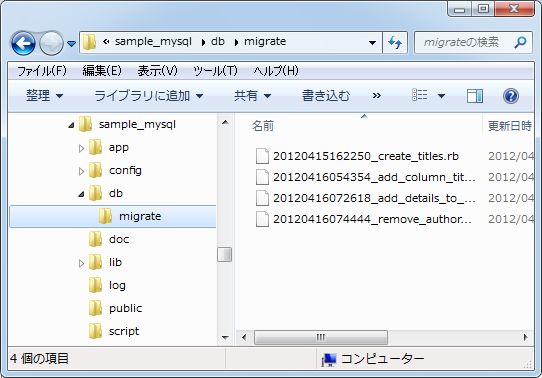 « sample_mysql ▸ db ▸ migrate
migrateの検索
ファイル(F) 編集(E) 表示(V) ツール(T) ヘルプ(H)
整理 ライブラリに追加 共有 書き込む »
sample_mysql
app
config
db
migrate
doc
lib
log
public
script
名前 更新日時
20120415162250_create_titles.rb 2012/04
20120416054354_add_column_tit... 2012/04
20120416072618_add_details_to_... 2012/04
20120416074444_remove_author... 2012/04
4 個の項目 コンピューター